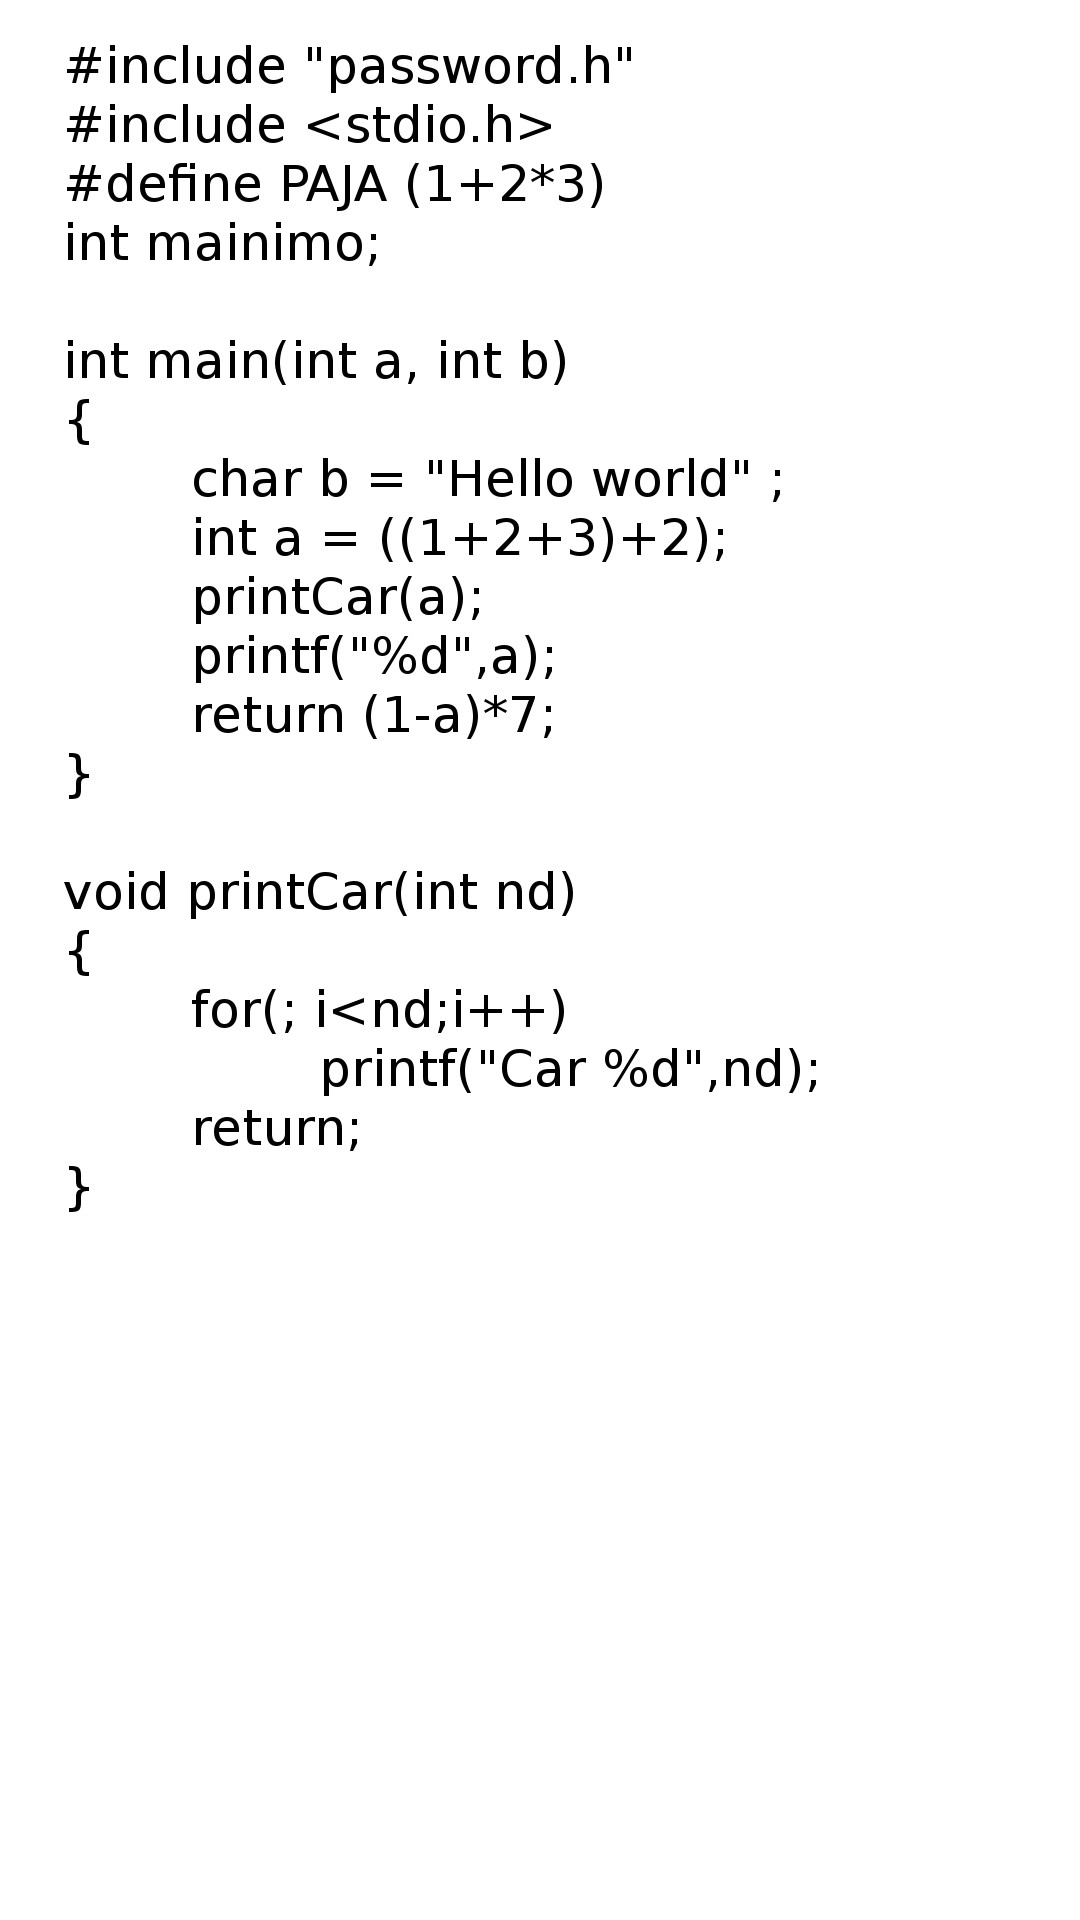 #include "password.h"
#include <stdio.h>
#define PAJA (1+2*3)
int mainimo;

int main(int a, int b)
{
	char b = "Hello world" ;
	int a = ((1+2+3)+2);
	printCar(a);
	printf("%d",a);
	return (1-a)*7;
}

void printCar(int nd)
{
	for(; i<nd;i++)
		printf("Car %d",nd);
	return;
}